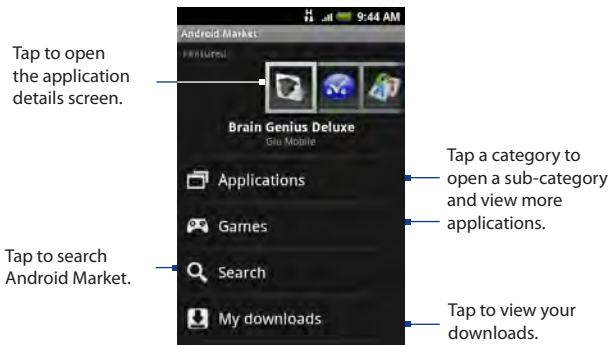 H
9:44 AM
Android Market
Featured
Tap to open
the application
details screen.
Brain Genius Deluxe
Glu Mobile
Applications
Games
Search
My downloads
Tap a category to
open a sub-category
and view more
applications.
Tap to search
Android Market.
Tap to view your
downloads.